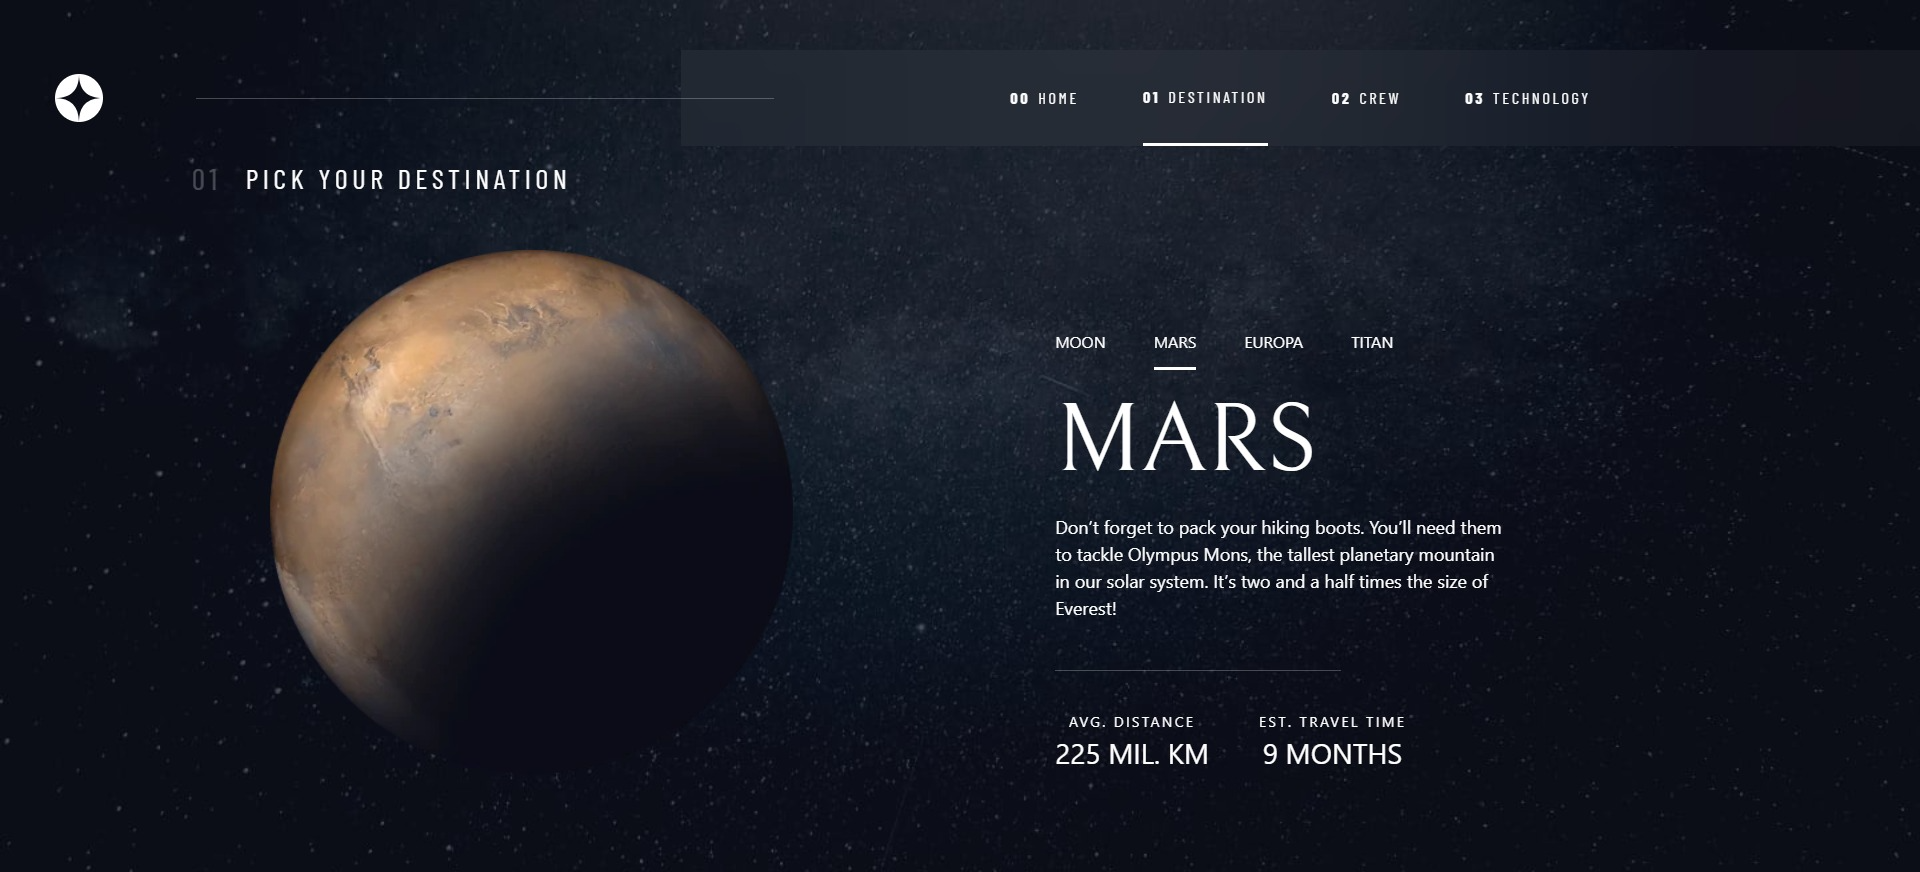 00 HOME 01 DESTINATION 02 CREW 03 TECHNOLOGY
01 PICK YOUR DESTINATION
MOON MARS EUROPA TITAN
MARS
Don’t forget to pack your hiking boots. You’ll need them
to tackle Olympus Mons, the tallest planetary mountain
in our solar system. It’s two and a half times the size of
Everest!
AVG. DISTANCE EST. TRAVEL TIME
225 MIL. KM 9 MONTHS